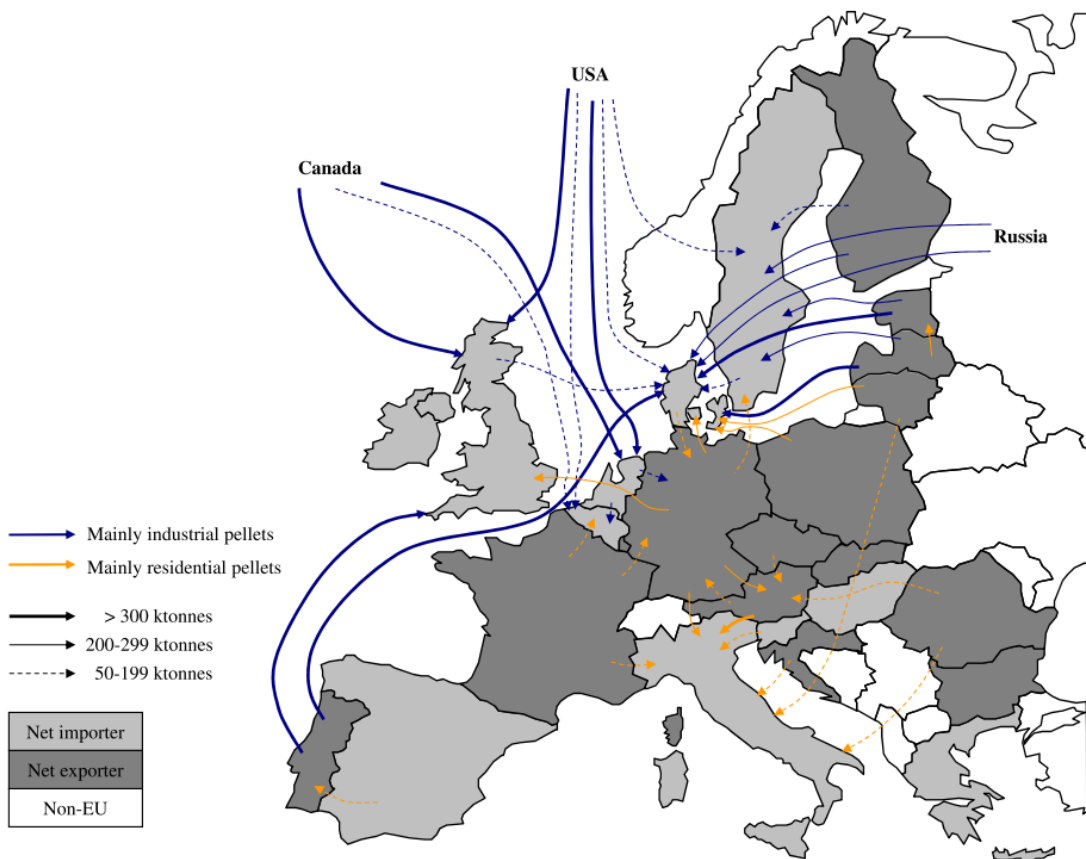 USA
Canada
Russia
Mainly industrial pellets
Mainly residential pellets
> 300 ktonnes
200-299 ktonnes
50-199 ktonnes
Net importer
Net exporter
Non-EU